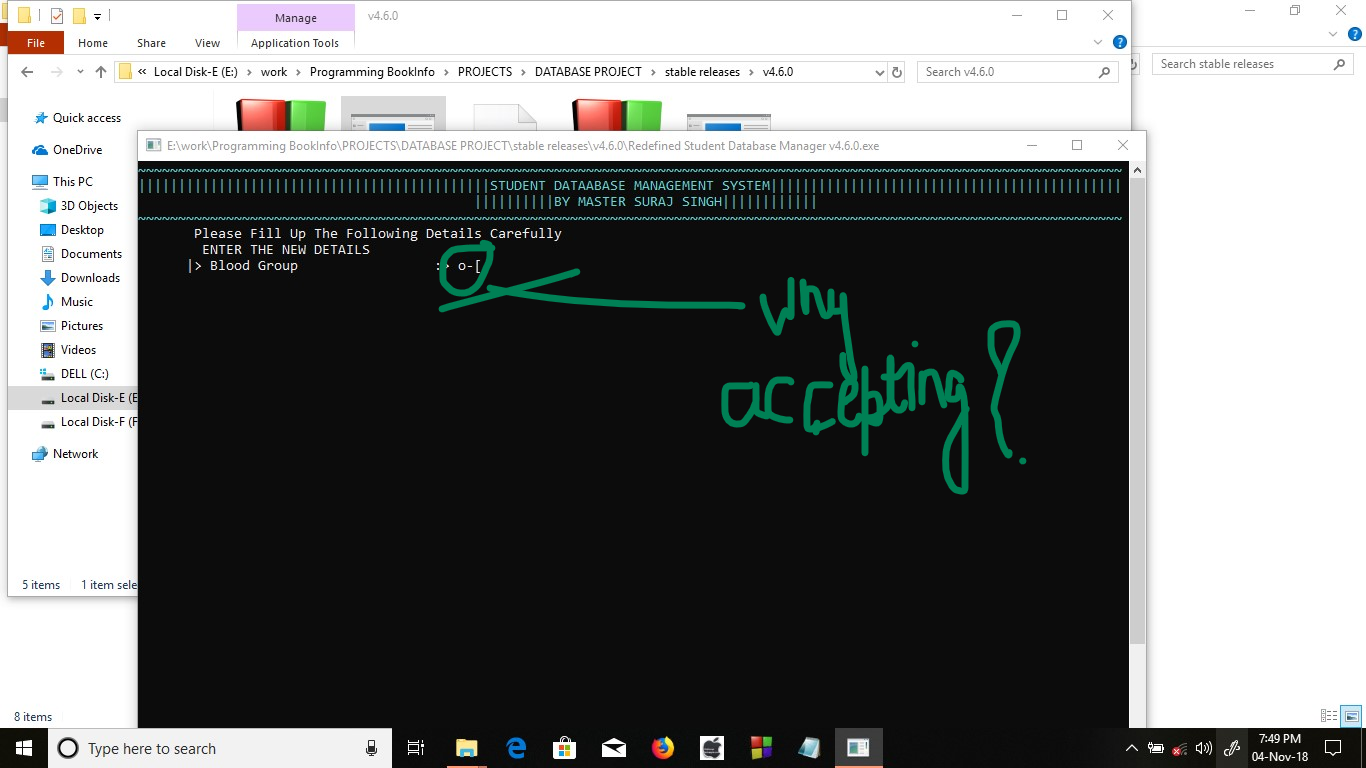 Manage
v4.6.0
File
Home
Share
View
Application Tools
« Local Disk-E (E:) > work > Programming BookInfo > PROJECTS > DATABASE PROJECT > stable releases > v4.6.0
Search v4.6.0
Search stable releases
Quick access
OneDrive
This PC
3D Objects
Desktop
Documents
Downloads
Music
Pictures
Videos
DELL (C:)
Local Disk-E (E
Local Disk-F (F
Network
5 items
1 item sele
8 items
E:\work\Programming BookInfo\PROJECTS\DATABASE PROJECT\stable releases\v4.6.0\Redefined Student Database Manager v4.6.0.exe
STUDENT DATAABASE MANAGEMENT SYSTEM
BY MASTER SURAJ SINGH
Please Fill Up The Following Details Carefully
ENTER THE NEW DETAILS
|> Blood Group :> o-[
why
accepting ?
Type here to search
7:49 PM
04-Nov-18